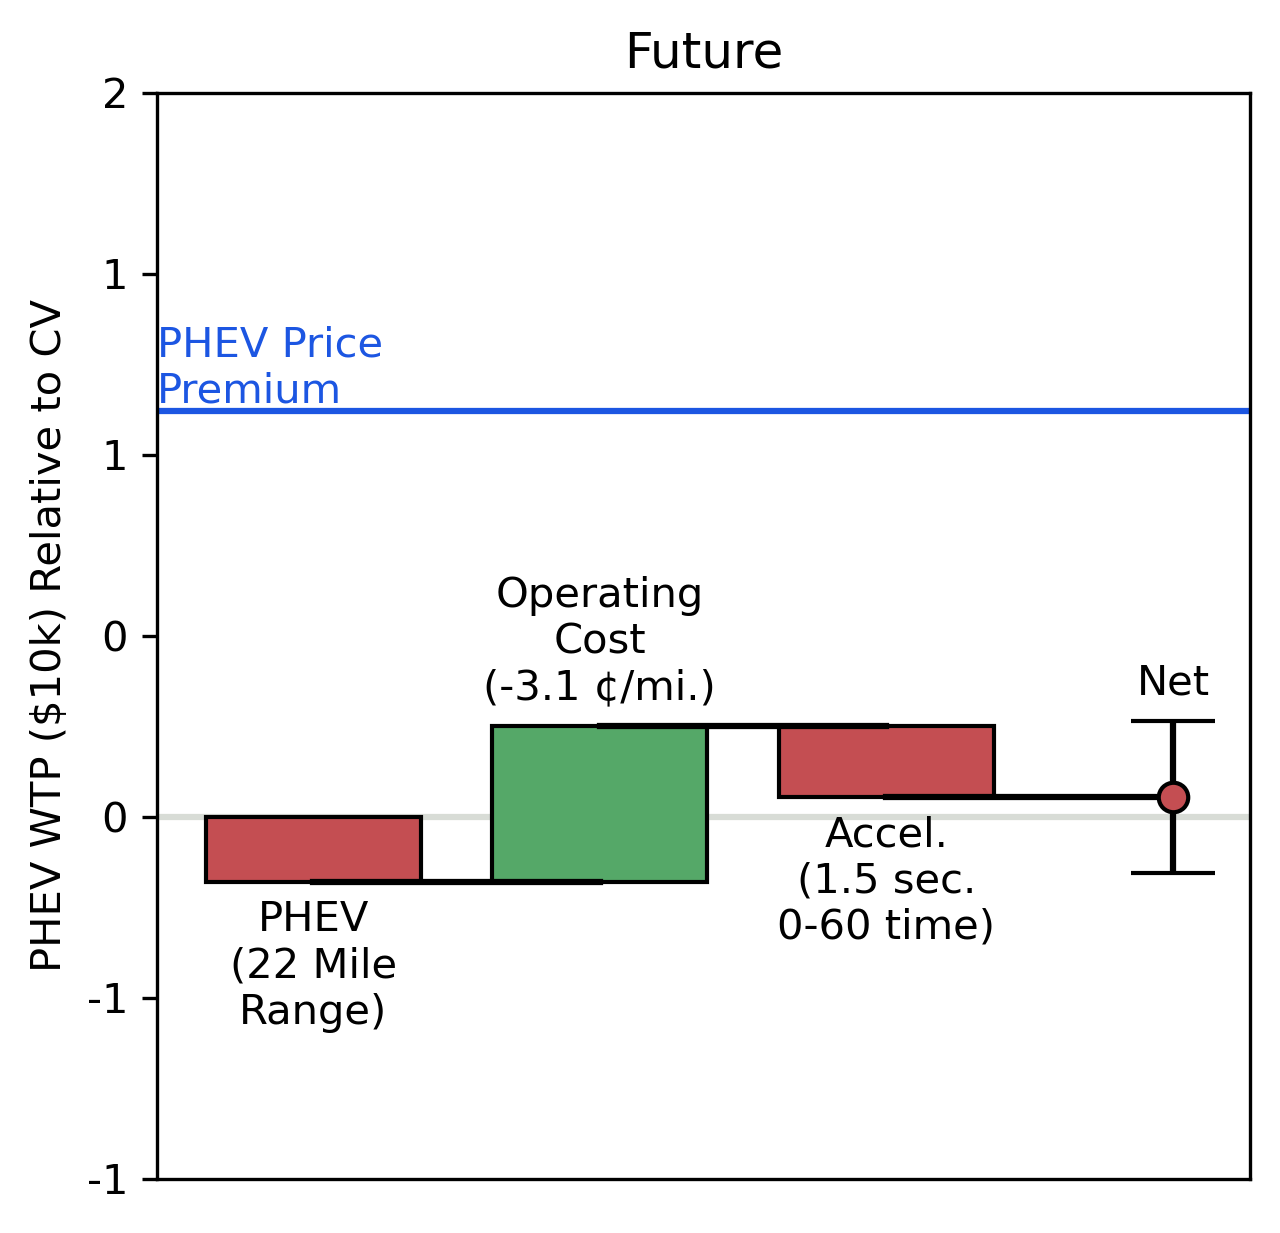 Future
2
1
PHEV Price
Premium
1
Operating
Cost
(-3.1 ¢/mi.)
0
Net
0
Accel.
(1.5 sec.
0-60 time)
PHEV
(22 Mile
Range)
-1
-1
PHEV WTP ($10k) Relative to CV